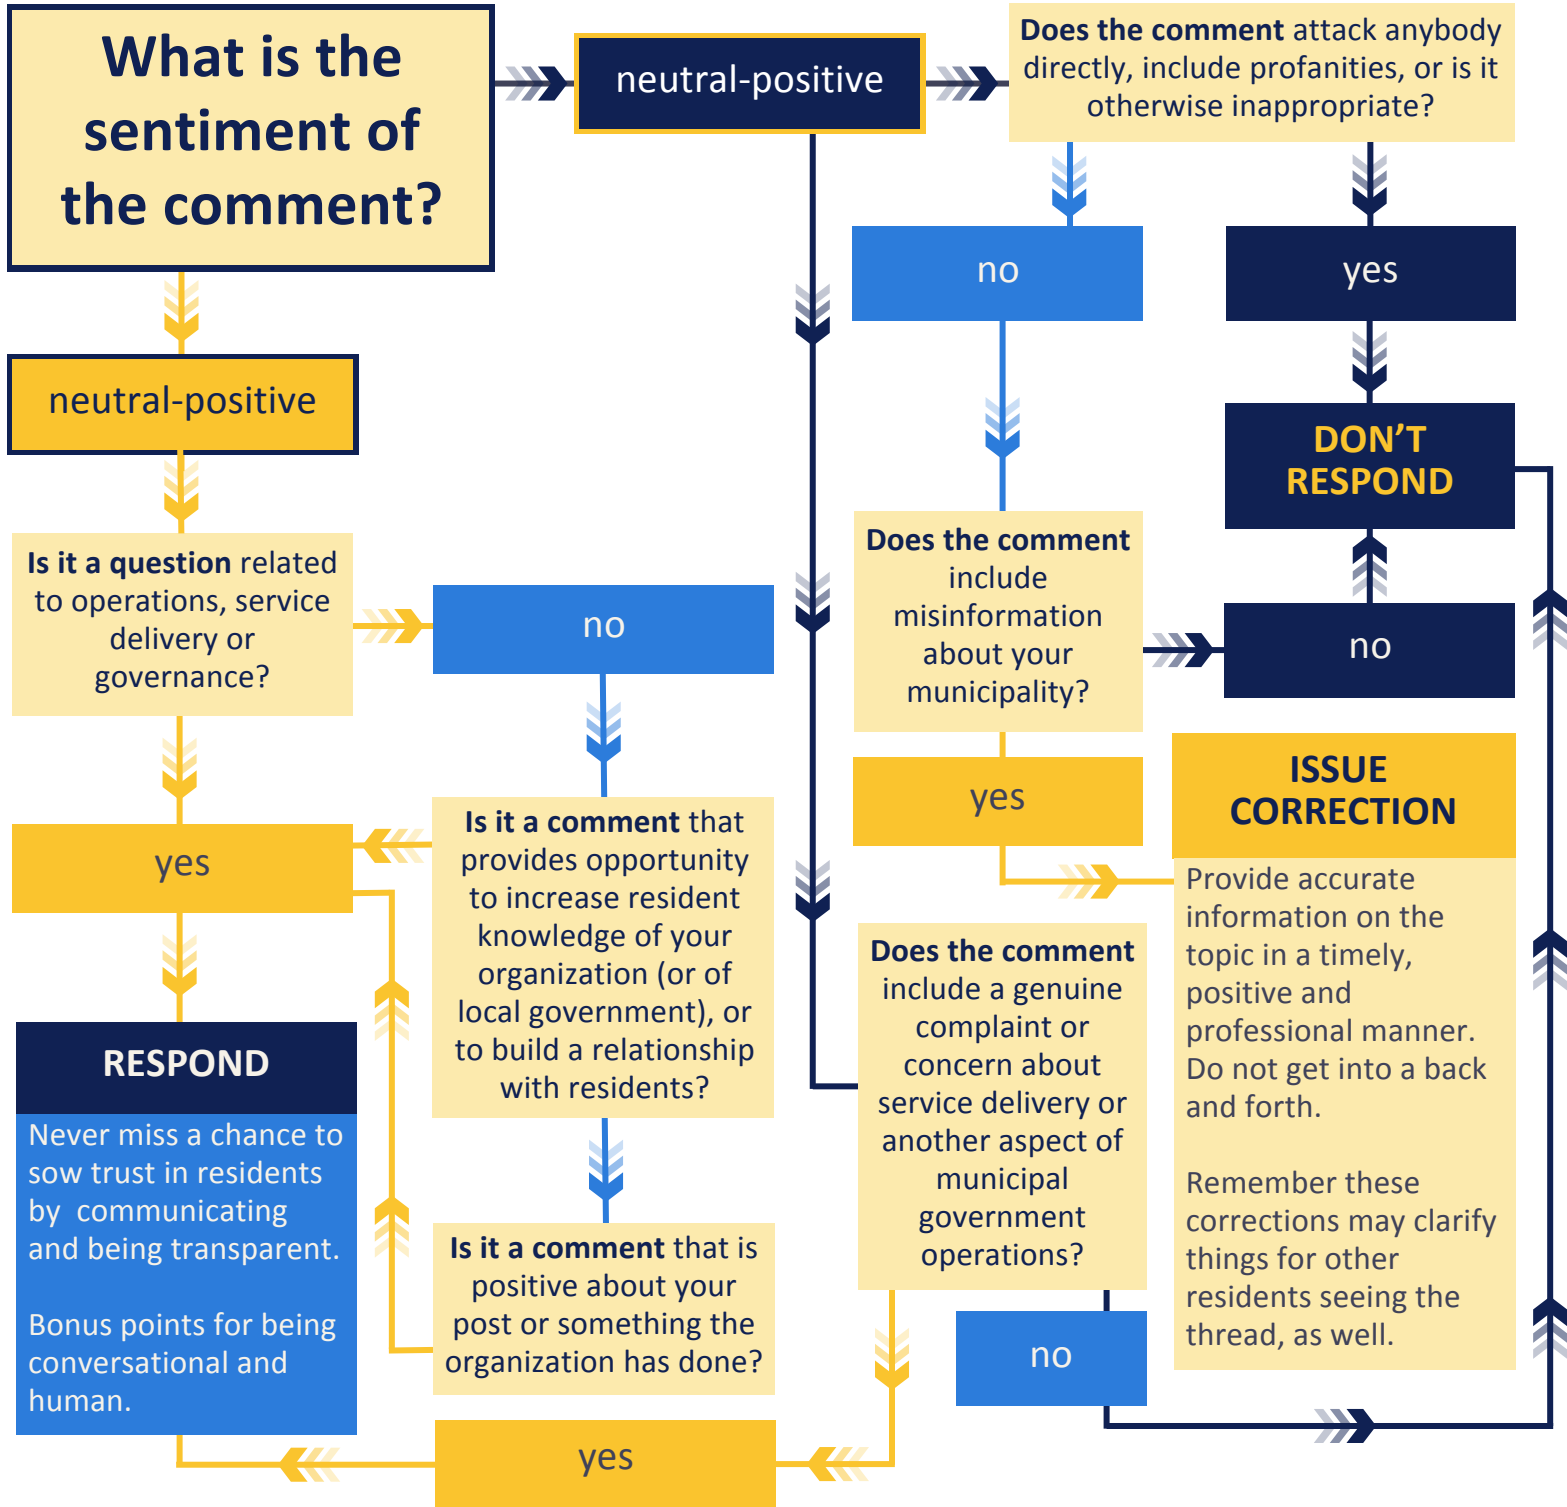 What is the
sentiment of
the comment?
neutral-positive
Does the comment attack anybody
directly, include profanities, or is it
otherwise inappropriate?
no
yes
neutral-positive
DON'T
RESPOND
Is it a question related
to operations, service
delivery or
governance?
no
Does the comment
include
misinformation
about your
municipality?
no
yes
ISSUE
CORRECTION
Provide accurate
information on the
topic in a timely,
positive and
professional manner.
Do not get into a back
and forth.
Remember these
corrections may clarify
things for other
residents seeing the
thread, as well.
yes
Is it a comment that
provides opportunity
to increase resident
knowledge of your
organization (or of
local government), or
to build a relationship
with residents?
Does the comment
include a genuine
complaint or
concern about
service delivery or
another aspect of
municipal
government
operations?
RESPOND
Never miss a chance to
sow trust in residents
by communicating
and being transparent.
Bonus points for being
conversational and
human.
Is it a comment that is
positive about your
post or something the
organization has done?
no
yes